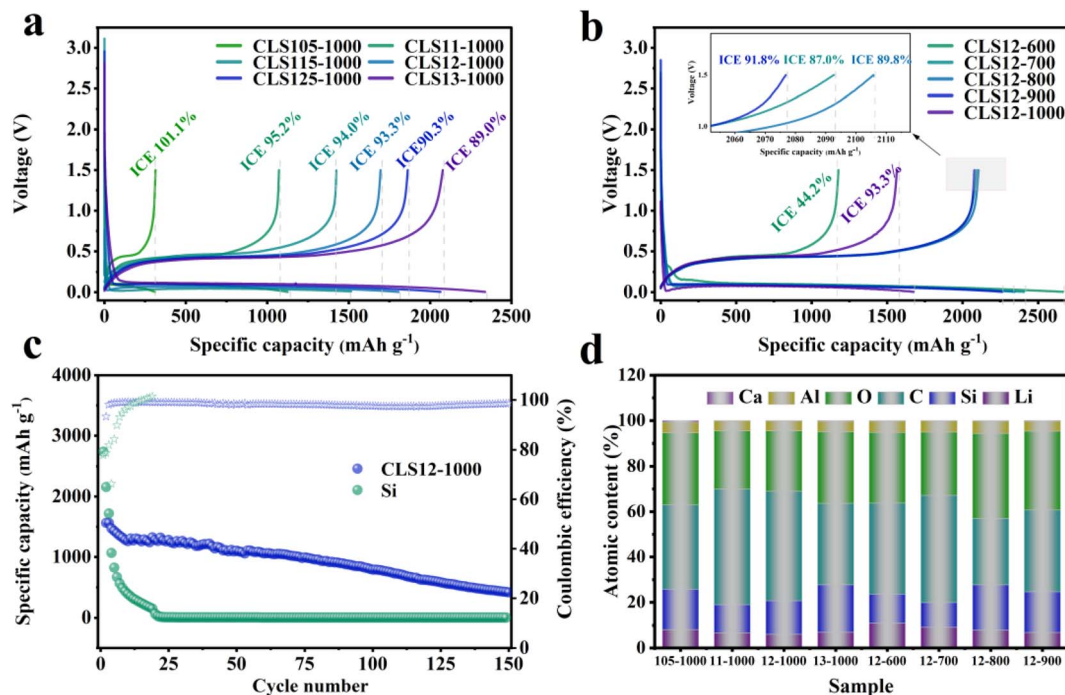 a
3.0
2.5
2.0
1.5
1.0
0.5
0.0
Voltage (V)
CLS105-1000
CLS11-1000
CLS115-1000
CLS12-1000
CLS125-1000
CLS13-1000
ICE 101.1%
ICE 95.2%
ICE 94.0%
ICE 93.3%
ICE90.3%
ICE 89.0%
0
500
1000
1500
2000
2500
Specific capacity (mAh g⁻¹)
b
3.0
2.5
2.0
1.5
1.0
0.5
0.0
Voltage (V)
ICE 91.8%
ICE 87.0%
ICE 89.8%
1.5
1.0
Voltage (V)
2060
2070
2080
2090
2100
2110
Specific capacity (mAh g⁻¹)
CLS12-600
CLS12-700
CLS12-800
CLS12-900
CLS12-1000
ICE 44.2%
ICE 93.3%
0
500
1000
1500
2000
2500
Specific capacity (mAh g⁻¹)
c
4000
3000
2000
1000
0
Specific capacity (mAh g⁻¹)
CLS12-1000
Si
100
80
60
40
20
0
Coulombic efficiency (%)
0
25
50
75
100
125
150
Cycle number
d
120
100
80
60
40
20
0
Atomic content (%)
Ca
Al
O
C
Si
Li
105-1000
11-1000
12-1000
13-1000
12-600
12-700
12-800
12-900
Sample